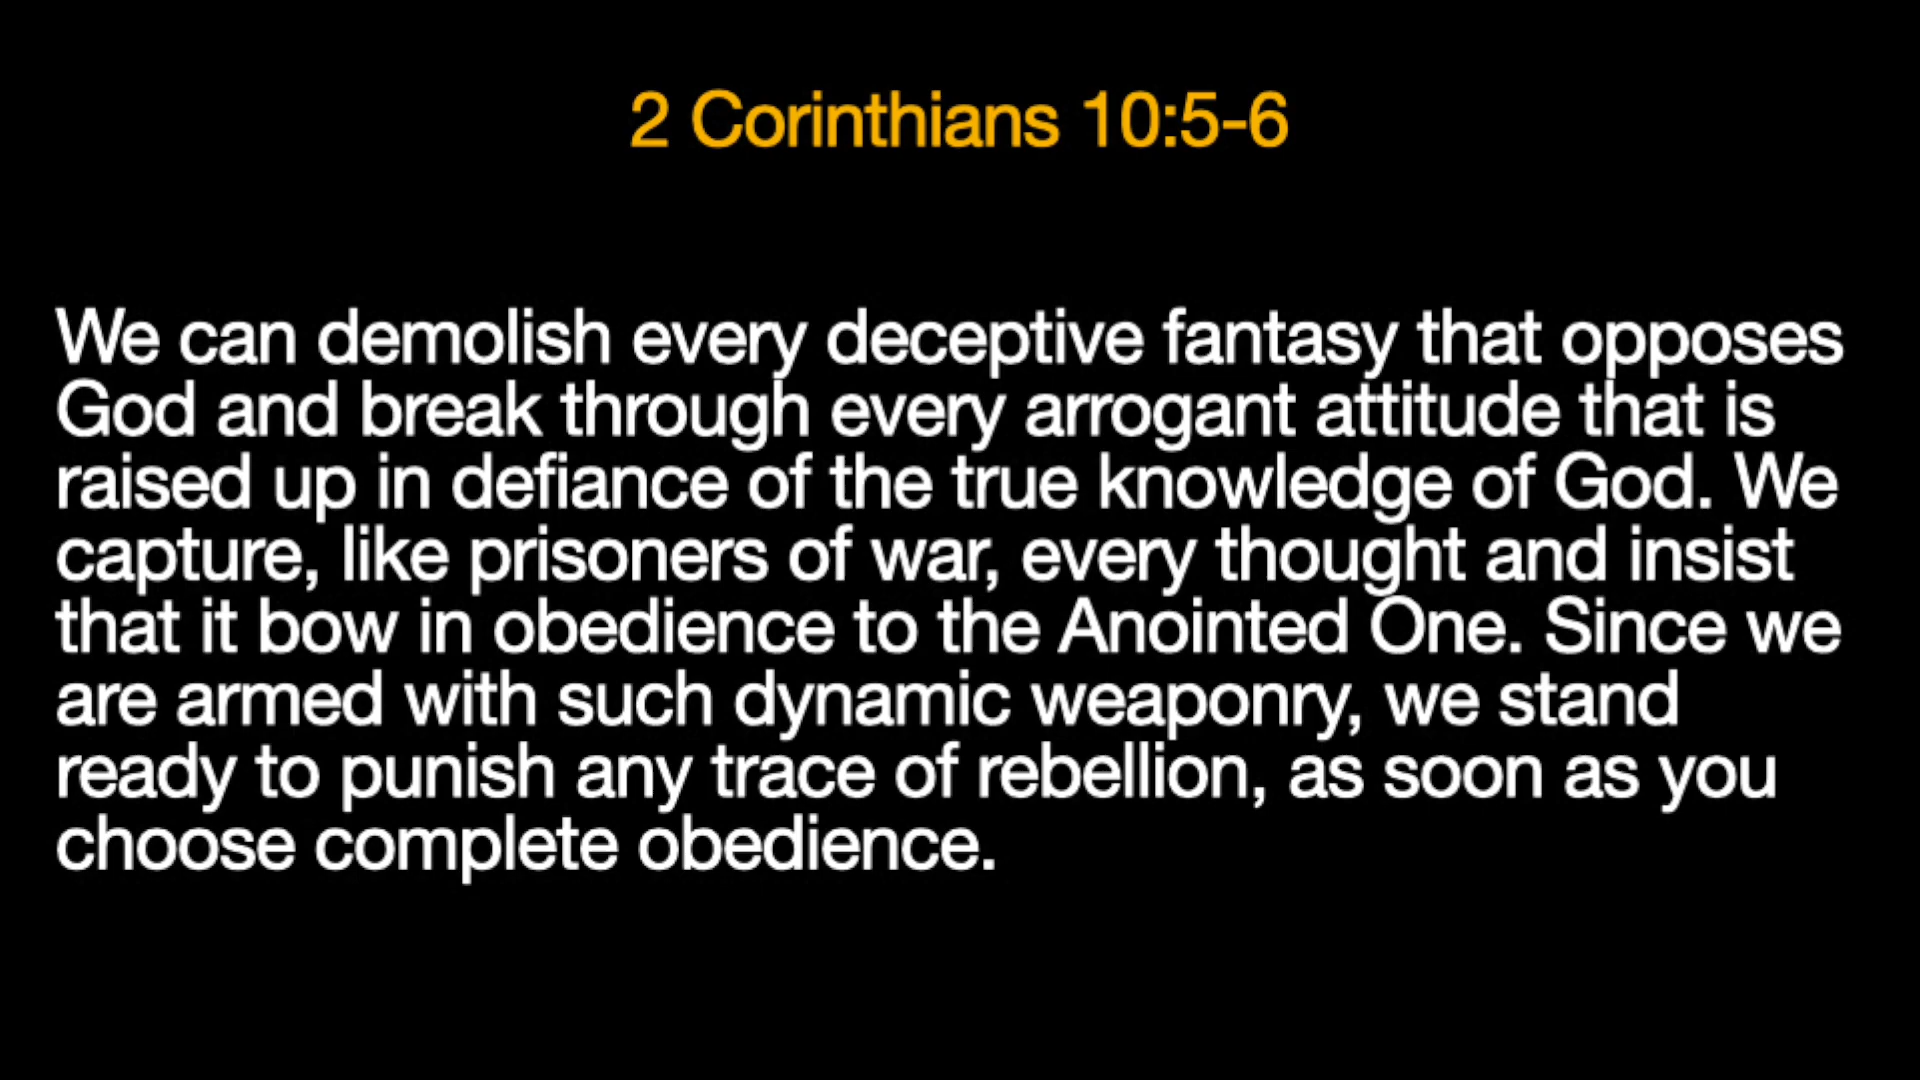 2 Corinthians 10:5-6
We can demolish every deceptive fantasy that opposes
God and break through every arrogant attitude that is
raised up in defiance of the true knowledge of God. We
capture, like prisoners of war, every thought and insist
that it bow in obedience to the Anointed One. Since we
are armed with such dynamic weaponry, we stand
ready to punish any trace of rebellion, as soon as you
choose complete obedience.